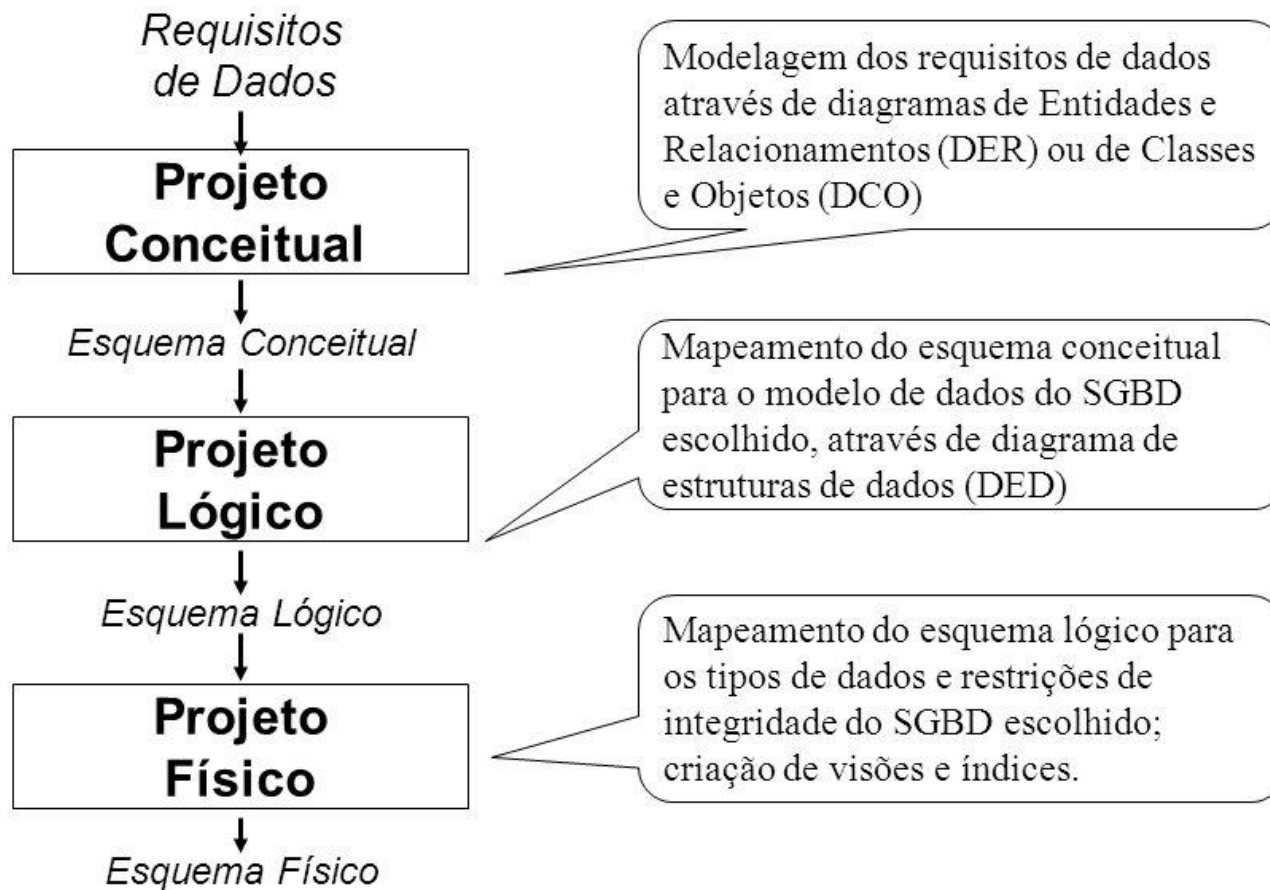 Requisitos
de Dados
Projeto
Conceitual
Modelagem dos requisitos de dados
através de diagramas de Entidades e
Relacionamentos (DER) ou de Classes
e Objetos (DCO)
Esquema Conceitual
Projeto
Lógico
Mapeamento do esquema conceitual
para o modelo de dados do SGBD
escolhido, através de diagrama de
estruturas de dados (DED)
Esquema Lógico
Projeto
Físico
Mapeamento do esquema lógico para
os tipos de dados e restrições de
integridade do SGBD escolhido;
criação de visões e índices.
Esquema Físico